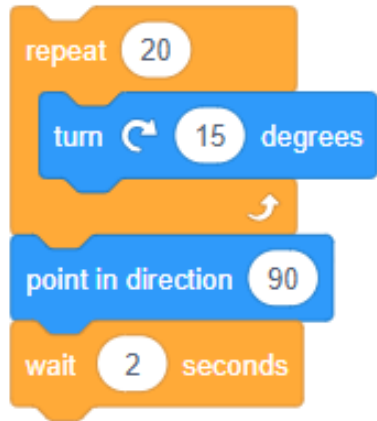 repeat 20
turn 15 degrees
point in direction 90
wait 2 seconds